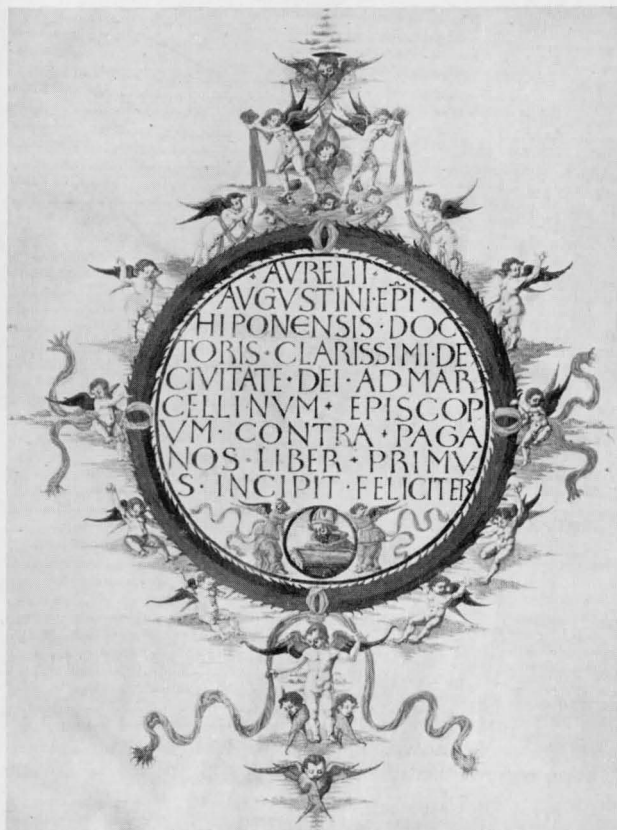 · AVRELII ·
AVGVSTINI · EP̃I ·
HIPONENSIS · DOC
TORIS · CLARISSIMI · DE
CIVITATE · DEI · AD MAR
CELLINVM · EPISCOP
VM · CONTRA · PAGA
NOS · LIBER · PRIMV
S · INCIPIT · FELICITER